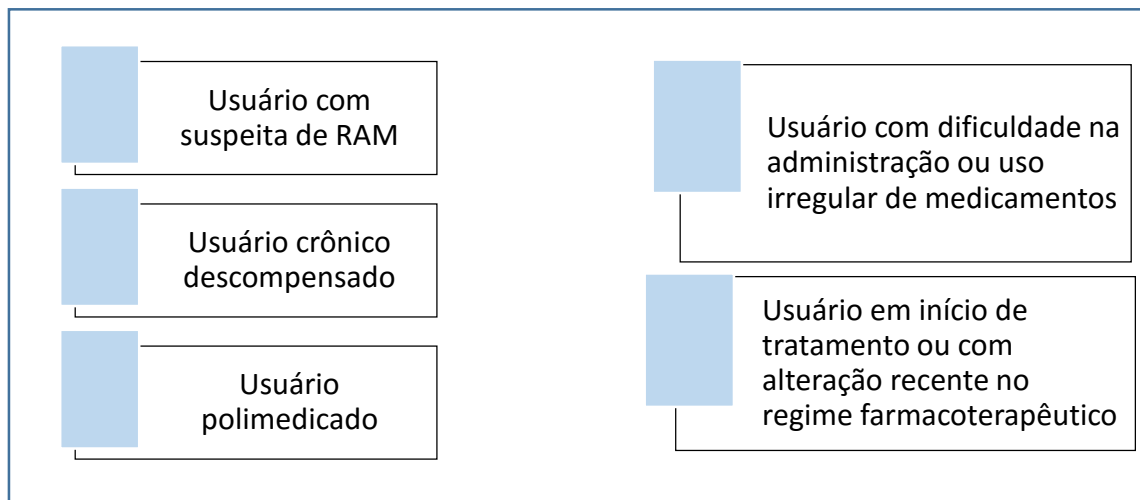 Usuário com
suspeita de RAM
Usuário crônico
descompensado
Usuário
polimedicado
Usuário com dificuldade na
administração ou uso
irregular de medicamentos
Usuário em início de
tratamento ou com
alteração recente no
regime farmacoterapêutico